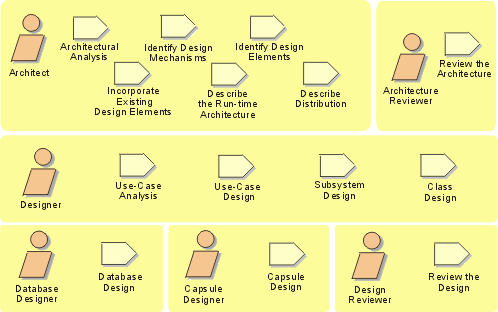 Architect
Architectural
Analysis
Identify Design
Mechanisms
Identify Design
Elements
Incorporate
Existing
Design Elements
Describe
the Run-time
Architecture
Describe
Distribution
Architecture
Reviewer
Review the
Architecture
Designer
Use-Case
Analysis
Use-Case
Design
Subsystem
Design
Class
Design
Database
Designer
Database
Design
Capsule
Designer
Capsule
Design
Design
Reviewer
Review the
Design